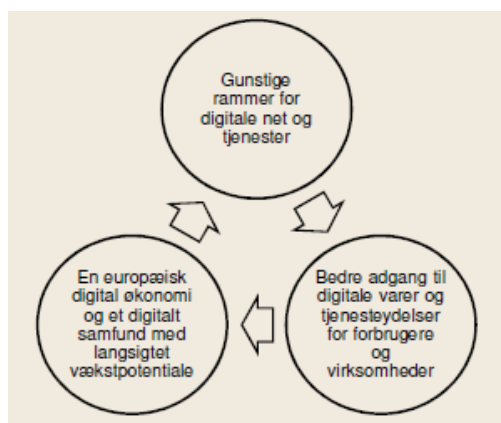 Gunstige
rammer for
digitale net og
tjenester
En europæisk
digital økonomi
og et digitalt
samfund med
langsigtet
vækstpotentiale
Bedre adgang til
digitale varer og
tjenesteydelser
for forbrugere
og
virksomheder